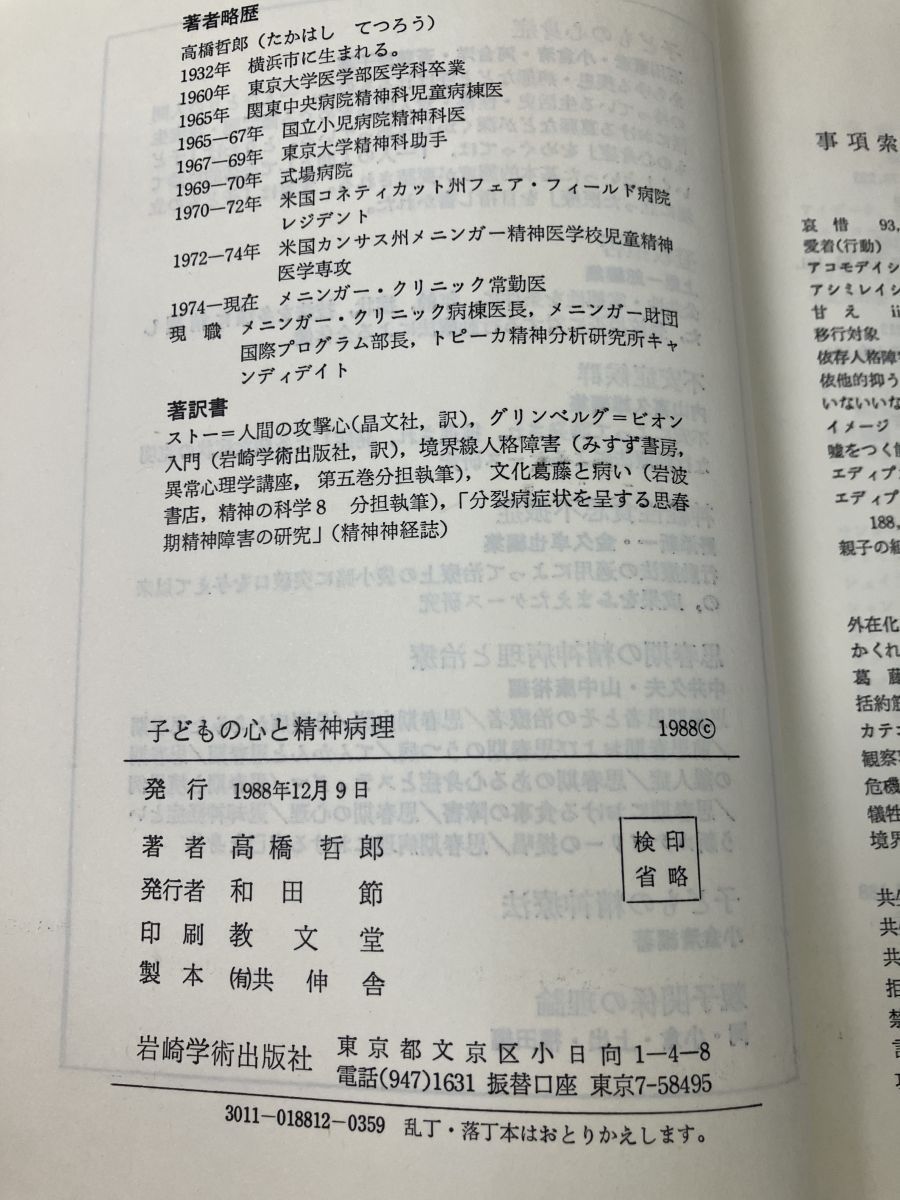 著者略歴
高橋哲郎（たかはし　てつろう）
1932年　横浜市に生まれる。
1960年　東京大学医学部医学科卒業
1965年　関東中央病院精神科児童病棟医
1965—67年　国立小児病院精神科医
1967—69年　東京大学精神科助手
1969—70年　式場病院
1970—72年　米国コネティカット州フェア・フィールド病院
レジデント
1972—74年　米国カンサス州メニンガー精神医学校児童精神
医学専攻
1974—現在　メニンガー・クリニック常勤医
現　職　メニンガー・クリニック病棟医長，メニンガー財団
国際プログラム部長，トピーカ精神分析研究所キャ
ンディデイト
著訳書
ストー＝人間の攻撃心(晶文社，訳)，グリンベルグ＝ビオン
入門（岩崎学術出版社，訳），境界線人格障害（みすず書房，
異常心理学講座，第五巻分担執筆），文化葛藤と病い（岩波
書店，精神の科学８　分担執筆），「分裂病症状を呈する思春
期精神障害の研究」（精神神経誌）
子どもの心と精神病理　1988ⓒ
発　行　1988年12月９日
著　者　高橋哲郎
発行者　和田　節
印　刷　教文堂
製　本　㈲共伸舎
検印
省略
岩崎学術出版社　東京都文京区小日向1—4—8
電話(947)1631　振替口座　東京7-58495
3011—018812—0359　乱丁・落丁本はおとりかえします。
事項索
哀惜　93,
愛着(行動)
アコモデイシ
アシミレイシ
甘え　ii
移行対象
依存人格障害
依他的抑う
いないいな
イメージ
嘘をつく
エディプ
エディプ
188,
親子の
外在化
かくれ
葛藤
括約筋
カテゴ
観察
危機
犠牲
境界
共
共
共
拒
禁